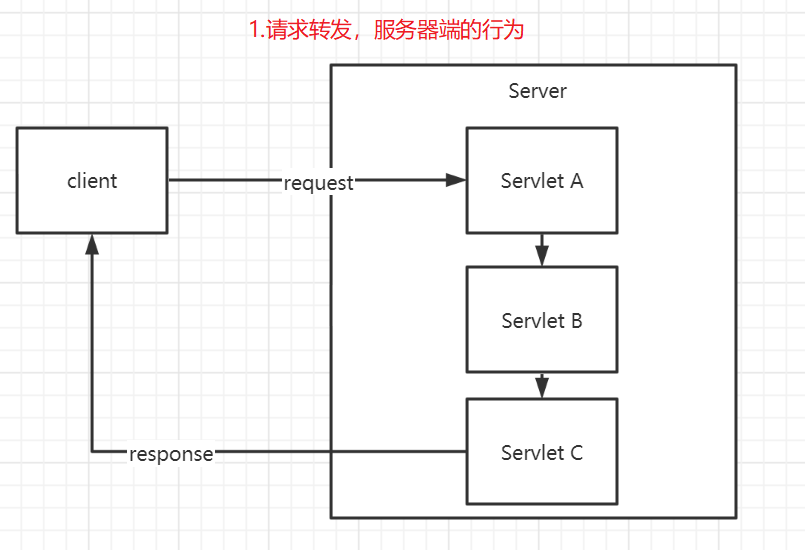 1.请求转发，服务器端的行为
Server
client
request
Servlet A
Servlet B
response
Servlet C